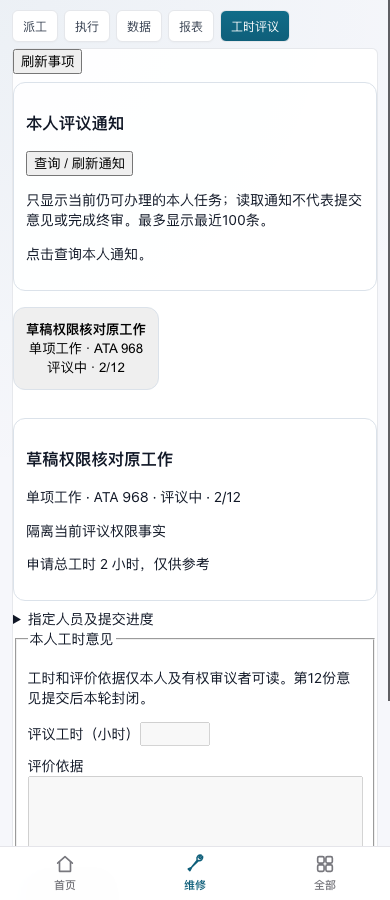 派工 执行 数据 报表 工时评议
刷新事项
本人评议通知
查询 / 刷新通知
只显示当前仍可办理的本人任务；读取通知不代表提交
意见或完成终审。最多显示最近100条。
点击查询本人通知。
草稿权限核对原工作
单项工作 · ATA 968
评议中 · 2/12
草稿权限核对原工作
单项工作 · ATA 968 · 评议中 · 2/12
隔离当前评议权限事实
申请总工时 2 小时，仅供参考
指定人员及提交进度
本人工时意见
工时和评价依据仅本人及有权审议者可读。第12份意
见提交后本轮封闭。
评议工时（小时）
评价依据
首页 维修 全部